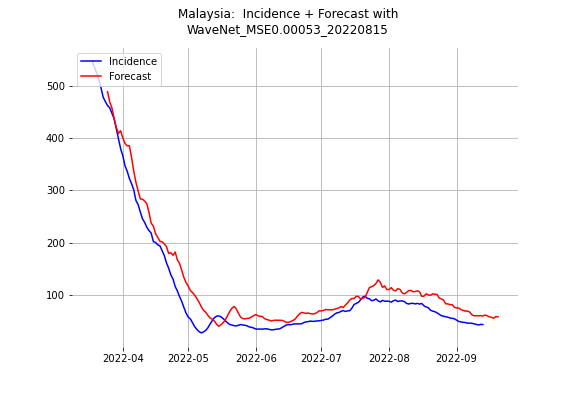 Malaysia:  Incidence + Forecast with
WaveNet_MSE0.00053_20220815
Incidence
Forecast
500
400
300
200
100
2022-04
2022-05
2022-06
2022-07
2022-08
2022-09